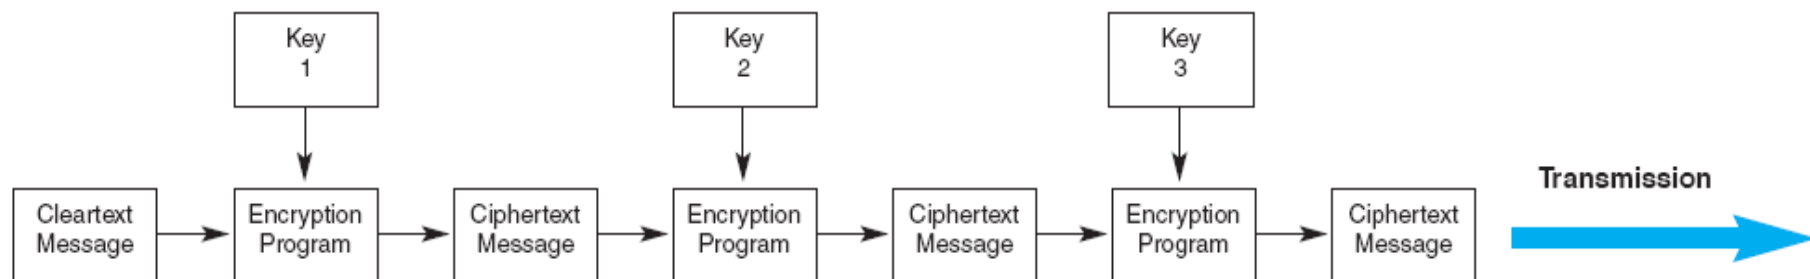 Key
1
Key
2
Key
3
Transmission
Cleartext
Message
Encryption
Program
Ciphertext
Message
Encryption
Program
Ciphertext
Message
Encryption
Program
Ciphertext
Message